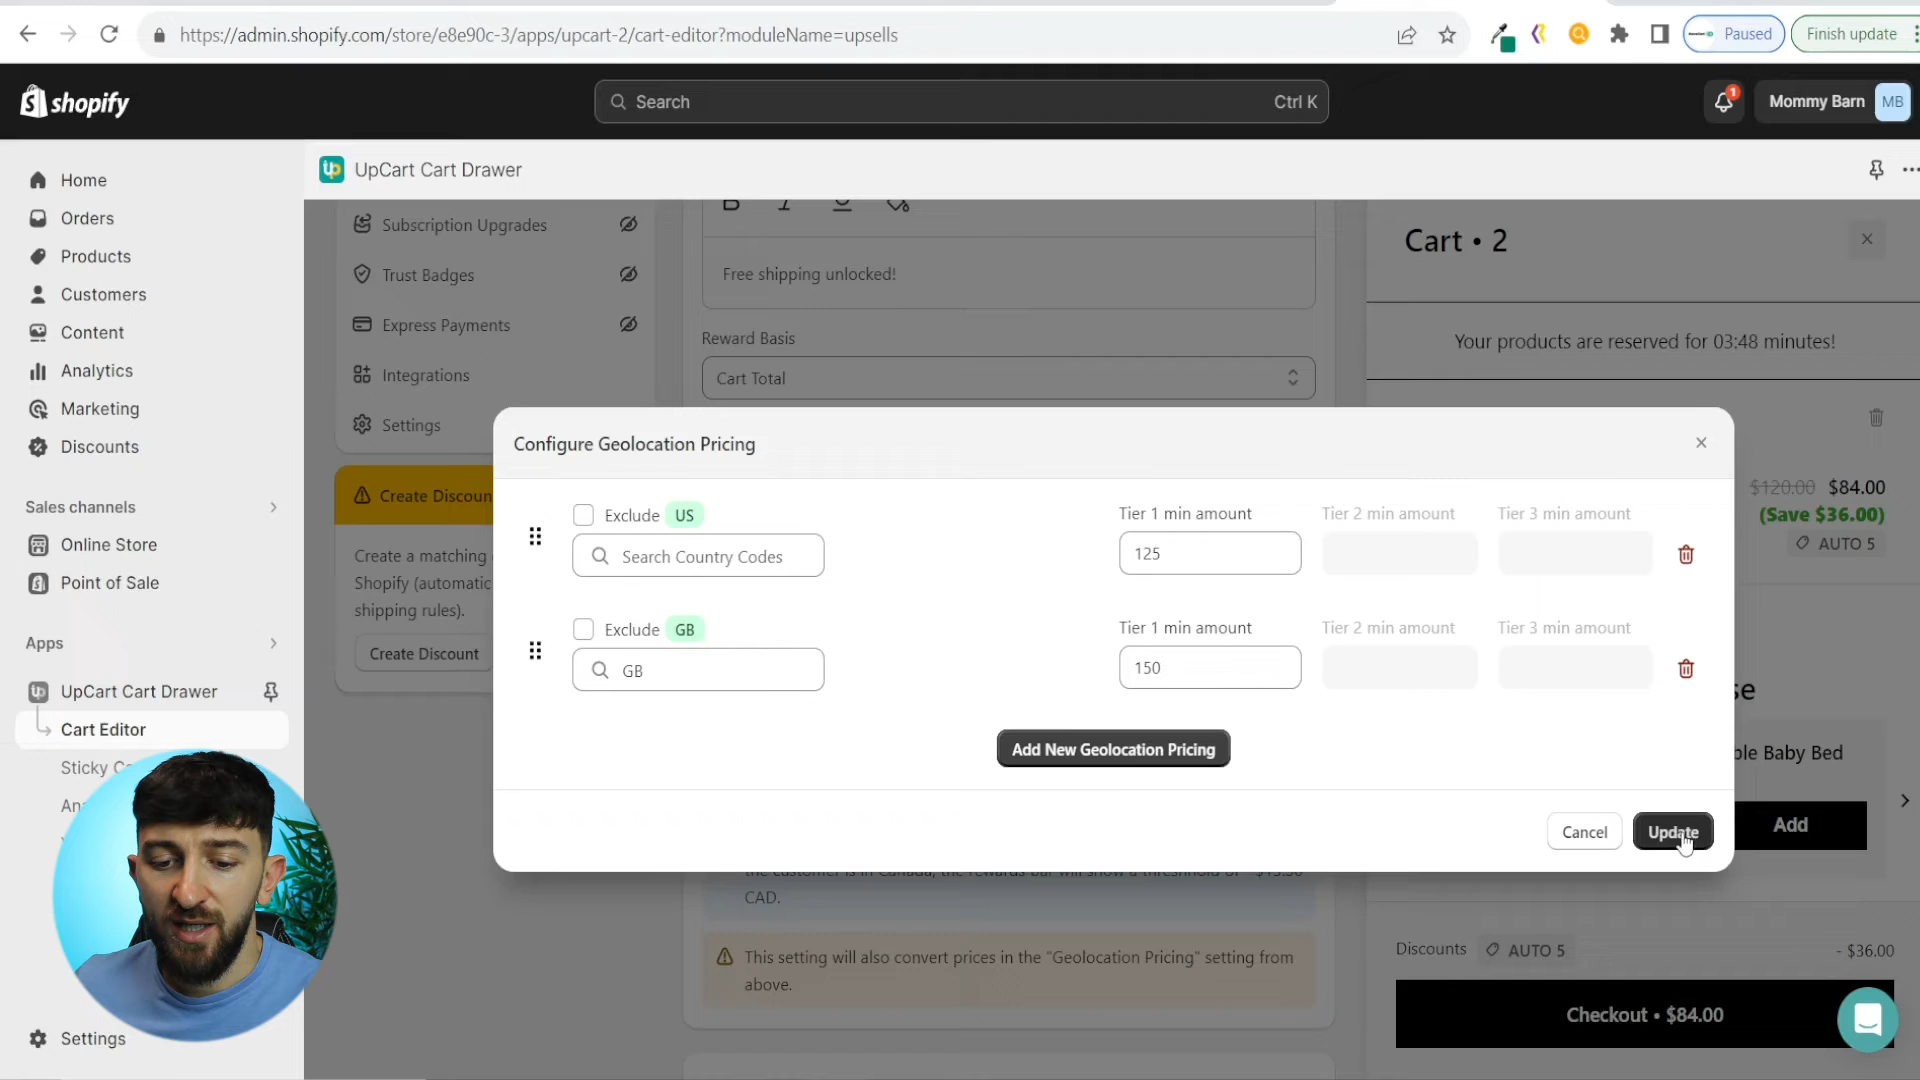 https://admin.shopify.com/store/e8e90c-3/apps/upcart-2/cart-editor?moduleName=upsells
Paused
Finish update
shopify
Search
Ctrl K
1
Mommy Barn
MB
Home
Orders
Products
Customers
Content
Analytics
Marketing
Discounts
Sales channels
Online Store
Point of Sale
Apps
UpCart Cart Drawer
Cart Editor
Sticky C
An
Settings
up
UpCart Cart Drawer
Subscription Upgrades
Trust Badges
Express Payments
Integrations
Settings
Create Discoun
Create a matching
Shopify (automatic
shipping rules).
Create Discount
B I U
Free shipping unlocked!
Reward Basis
Cart Total
Configure Geolocation Pricing
Exclude US
Search Country Codes
Tier 1 min amount
125
Tier 2 min amount
Tier 3 min amount
Exclude GB
GB
Tier 1 min amount
150
Tier 2 min amount
Tier 3 min amount
Add New Geolocation Pricing
Cancel
Update
CAD.
This setting will also convert prices in the "Geolocation Pricing" setting from
above.
Cart • 2
Your products are reserved for 03:48 minutes!
$120.00 $84.00
(Save $36.00)
AUTO 5
se
ble Baby Bed
Add
Discounts
AUTO 5
- $36.00
Checkout • $84.00